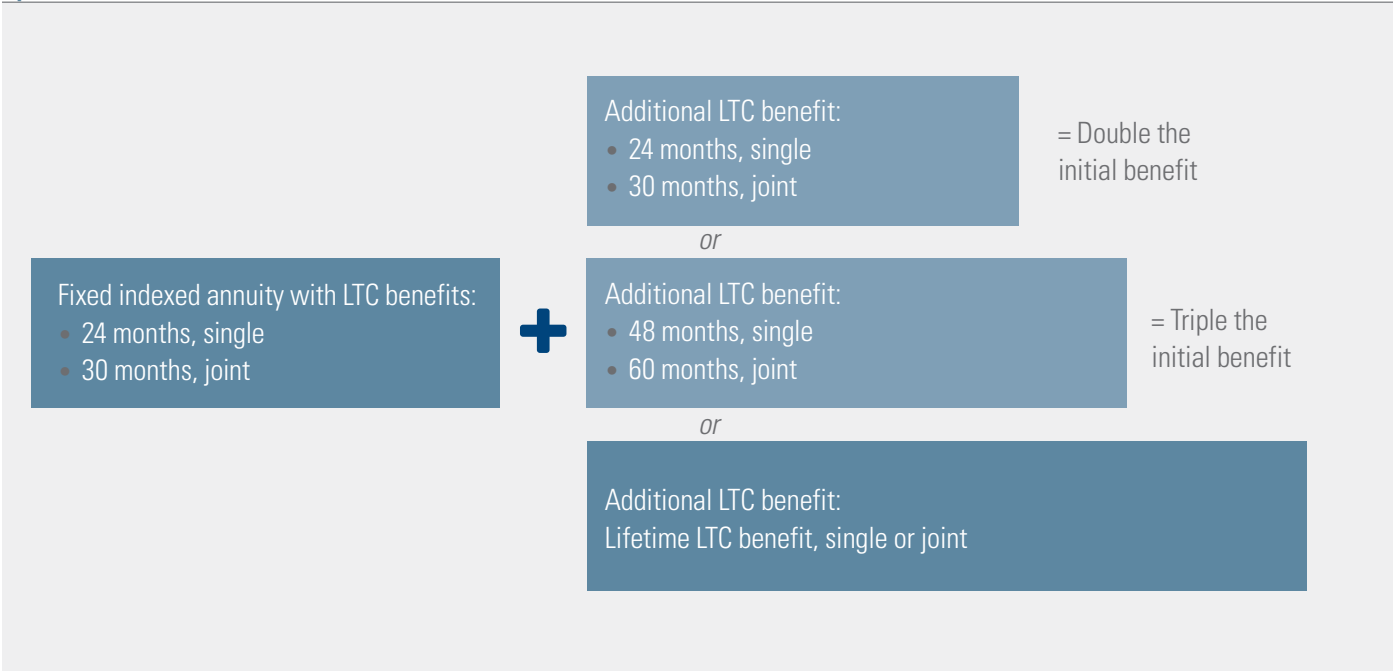 Additional LTC benefit:
• 24 months, single
• 30 months, joint
= Double the
initial benefit
or
Fixed indexed annuity with LTC benefits:
• 24 months, single
• 30 months, joint
Additional LTC benefit:
• 48 months, single
• 60 months, joint
= Triple the
initial benefit
or
Additional LTC benefit:
Lifetime LTC benefit, single or joint